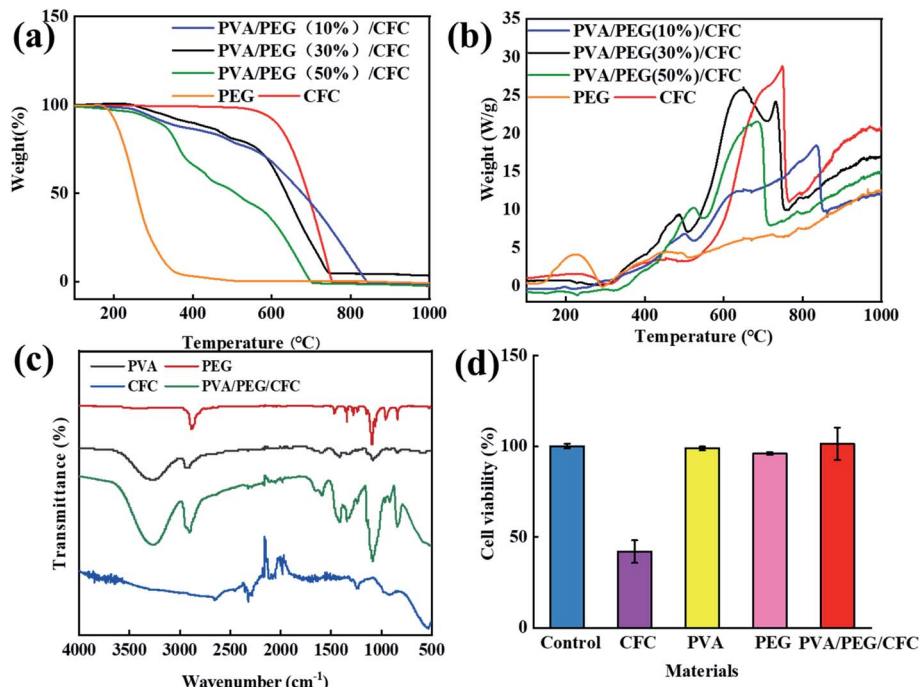 (a)
PVA/PEG（10%）/CFC
PVA/PEG（30%）/CFC
PVA/PEG（50%）/CFC
PEG CFC
Weight(%)
150
100
50
0
200 400 600 800 1000
Temperature (℃)
(b)
PVA/PEG(10%)/CFC
PVA/PEG(30%)/CFC
PVA/PEG(50%)/CFC
PEG CFC
Weight (W/g)
35
30
25
20
15
10
5
0
200 400 600 800 1000
Temperature (℃)
(c)
PVA PEG
CFC PVA/PEG/CFC
Transmittance (%)
4000 3500 3000 2500 2000 1500 1000 500
Wavenumber (cm⁻¹)
(d)
Cell viability (%)
150
100
50
0
Control CFC PVA PEG PVA/PEG/CFC
Materials